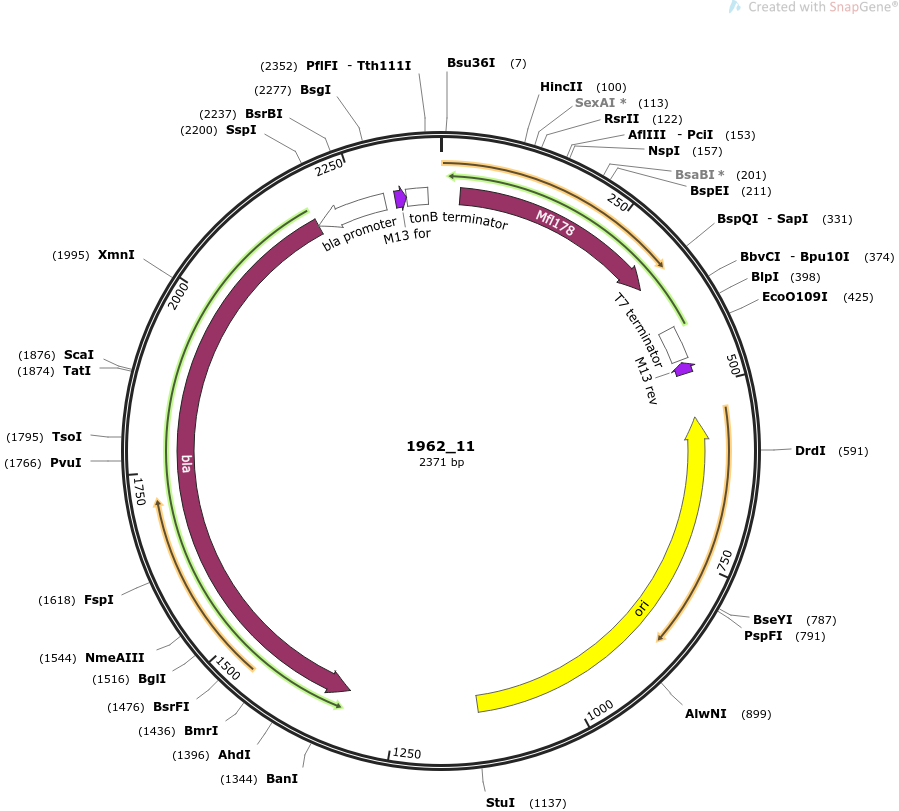 Created with SnapGene®
(2352) PflFI - Tth111I
Bsu36I (7)
(2277) BsgI
HincII (100)
(2237) BsrBI
SexAI * (113)
(2200) SspI
RsrII (122)
AflIII - PciI (153)
NspI (157)
BsaBI * (201)
BspEI (211)
BspQI - SapI (331)
BbvCI - Bpu10I (374)
BlpI (398)
EcoO109I (425)
(1995) XmnI
(1876) ScaI
(1874) TatI
(1795) TsoI
(1766) PvuI
DrdI (591)
(1618) FspI
BseYI (787)
PspFI (791)
(1544) NmeAIII
(1516) BglI
(1476) BsrFI
AlwNI (899)
(1436) BmrI
(1396) AhdI
(1344) BanI
StuI (1137)
2250
250
2000
500
1750
750
1500
1000
1250
bla promoter
M13 for
tonB terminator
Mfl178
T7 terminator
M13 rev
bla
ori
1962_11
2371 bp